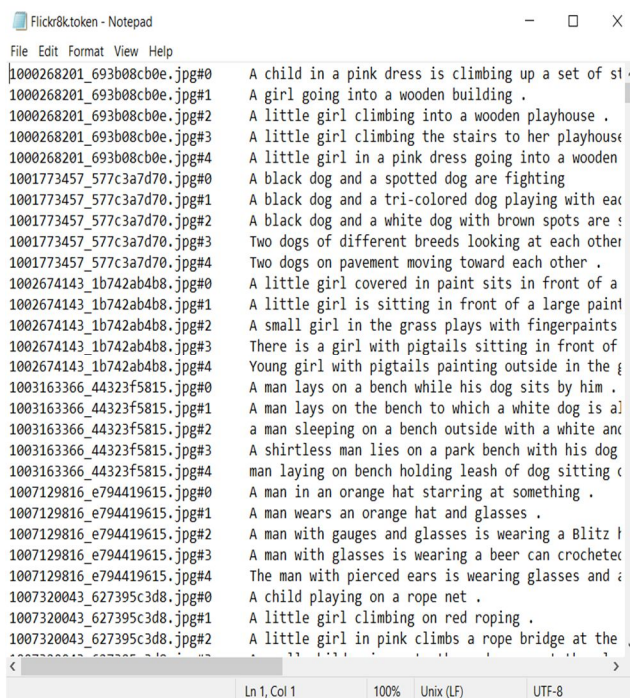 Flickr8k.token - Notepad
File Edit Format View Help
1000268201_693b08cb0e.jpg#0 A child in a pink dress is climbing up a set of st
1000268201_693b08cb0e.jpg#1 A girl going into a wooden building .
1000268201_693b08cb0e.jpg#2 A little girl climbing into a wooden playhouse .
1000268201_693b08cb0e.jpg#3 A little girl climbing the stairs to her playhouse
1000268201_693b08cb0e.jpg#4 A little girl in a pink dress going into a wooden
1001773457_577c3a7d70.jpg#0 A black dog and a spotted dog are fighting
1001773457_577c3a7d70.jpg#1 A black dog and a tri-colored dog playing with eac
1001773457_577c3a7d70.jpg#2 A black dog and a white dog with brown spots are s
1001773457_577c3a7d70.jpg#3 Two dogs of different breeds looking at each other
1001773457_577c3a7d70.jpg#4 Two dogs on pavement moving toward each other .
1002674143_1b742ab4b8.jpg#0 A little girl covered in paint sits in front of a
1002674143_1b742ab4b8.jpg#1 A little girl is sitting in front of a large paint
1002674143_1b742ab4b8.jpg#2 A small girl in the grass plays with fingerpaints
1002674143_1b742ab4b8.jpg#3 There is a girl with pigtails sitting in front of
1002674143_1b742ab4b8.jpg#4 Young girl with pigtails painting outside in the g
1003163366_44323f5815.jpg#0 A man lays on a bench while his dog sits by him .
1003163366_44323f5815.jpg#1 A man lays on the bench to which a white dog is al
1003163366_44323f5815.jpg#2 a man sleeping on a bench outside with a white and
1003163366_44323f5815.jpg#3 A shirtless man lies on a park bench with his dog
1003163366_44323f5815.jpg#4 man laying on bench holding leash of dog sitting
1007129816_e794419615.jpg#0 A man in an orange hat starring at something .
1007129816_e794419615.jpg#1 A man wears an orange hat and glasses .
1007129816_e794419615.jpg#2 A man with gauges and glasses is wearing a Blitz h
1007129816_e794419615.jpg#3 A man with glasses is wearing a beer can crocheted
1007129816_e794419615.jpg#4 The man with pierced ears is wearing glasses and a
1007320043_627395c3d8.jpg#0 A child playing on a rope net .
1007320043_627395c3d8.jpg#1 A little girl climbing on red roping .
1007320043_627395c3d8.jpg#2 A little girl in pink climbs a rope bridge at the
Ln 1, Col 1 100% Unix (LF) UTF-8